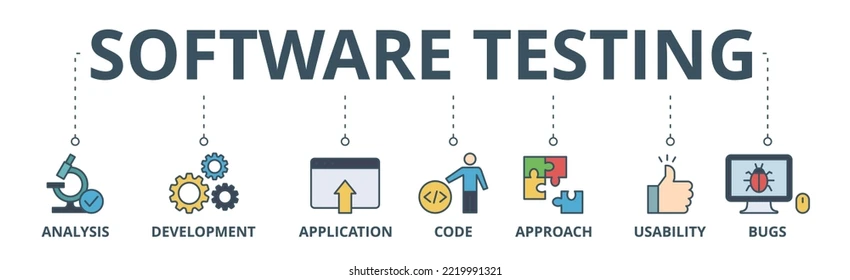 SOFTWARE TESTING
ANALYSIS DEVELOPMENT APPLICATION CODE APPROACH USABILITY BUGS
</>
shutterstock.com · 2219991321